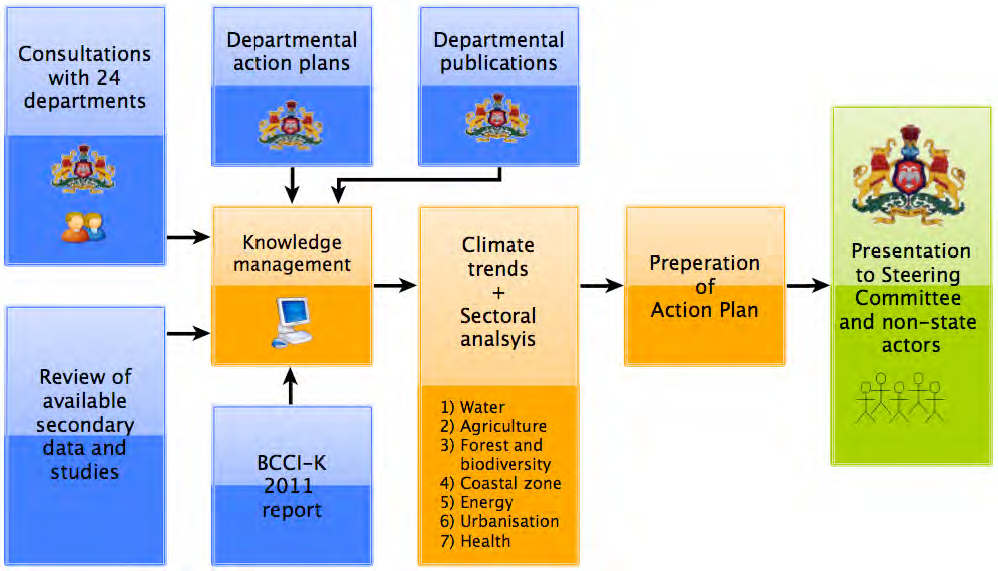 Consultations
with 24
departments
Departmental
action plans
Departmental
publications
Knowledge
management
Review of
available
secondary
data and
studies
BCCI-K
2011
report
Climate
trends
+
Sectoral
analsyis
1) Water
2) Agriculture
3) Forest and
biodiversity
4) Coastal zone
5) Energy
6) Urbanisation
7) Health
Preperation
of
Action Plan
Presentation
to Steering
Committee
and non-state
actors